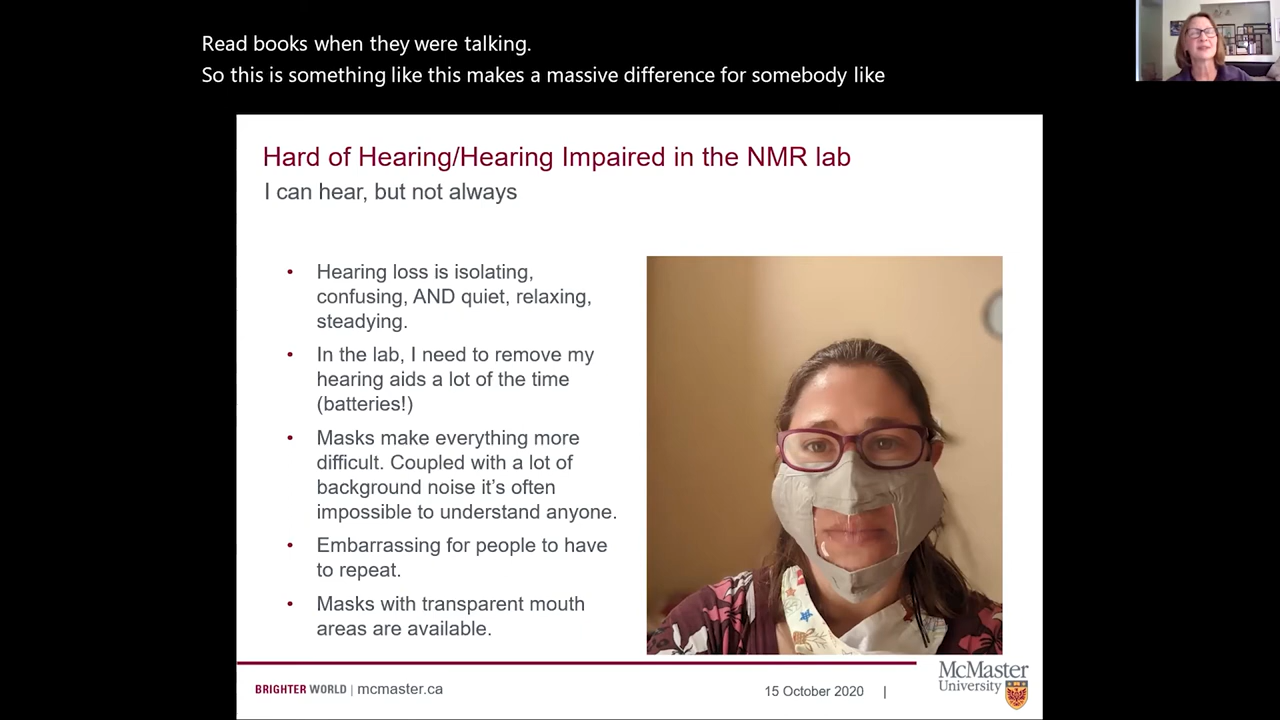 Read books when they were talking.
So this is something like this makes a massive difference for somebody like
Hard of Hearing/Hearing Impaired in the NMR lab
I can hear, but not always
• Hearing loss is isolating,
confusing, AND quiet, relaxing,
steadying.
• In the lab, I need to remove my
hearing aids a lot of the time
(batteries!)
• Masks make everything more
difficult. Coupled with a lot of
background noise it’s often
impossible to understand anyone.
• Embarrassing for people to have
to repeat.
• Masks with transparent mouth
areas are available.
BRIGHTER WORLD | mcmaster.ca
15 October 2020 |
McMaster
University